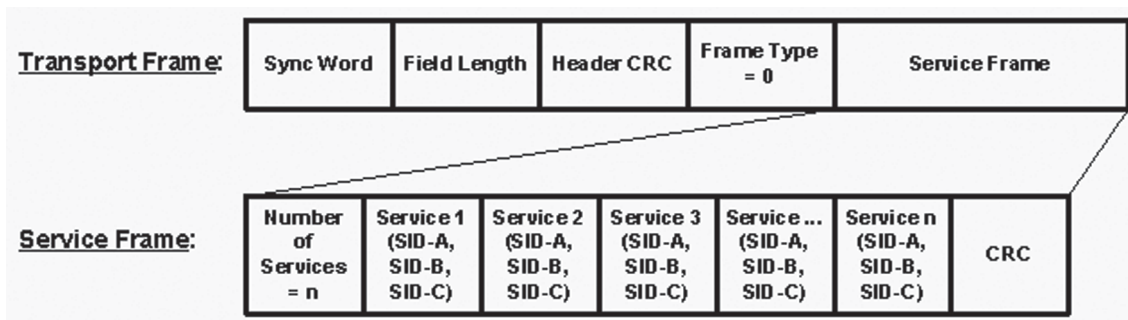 Transport Frame:
Sync Word
Field Length
Header CRC
Frame Type
= 0
Service Frame
Service Frame:
Number
of
Services
= n
Service 1
(SID-A,
SID-B,
SID-C)
Service 2
(SID-A,
SID-B,
SID-C)
Service 3
(SID-A,
SID-B,
SID-C)
Service ...
(SID-A,
SID-B,
SID-C)
Service n
(SID-A,
SID-B,
SID-C)
CRC